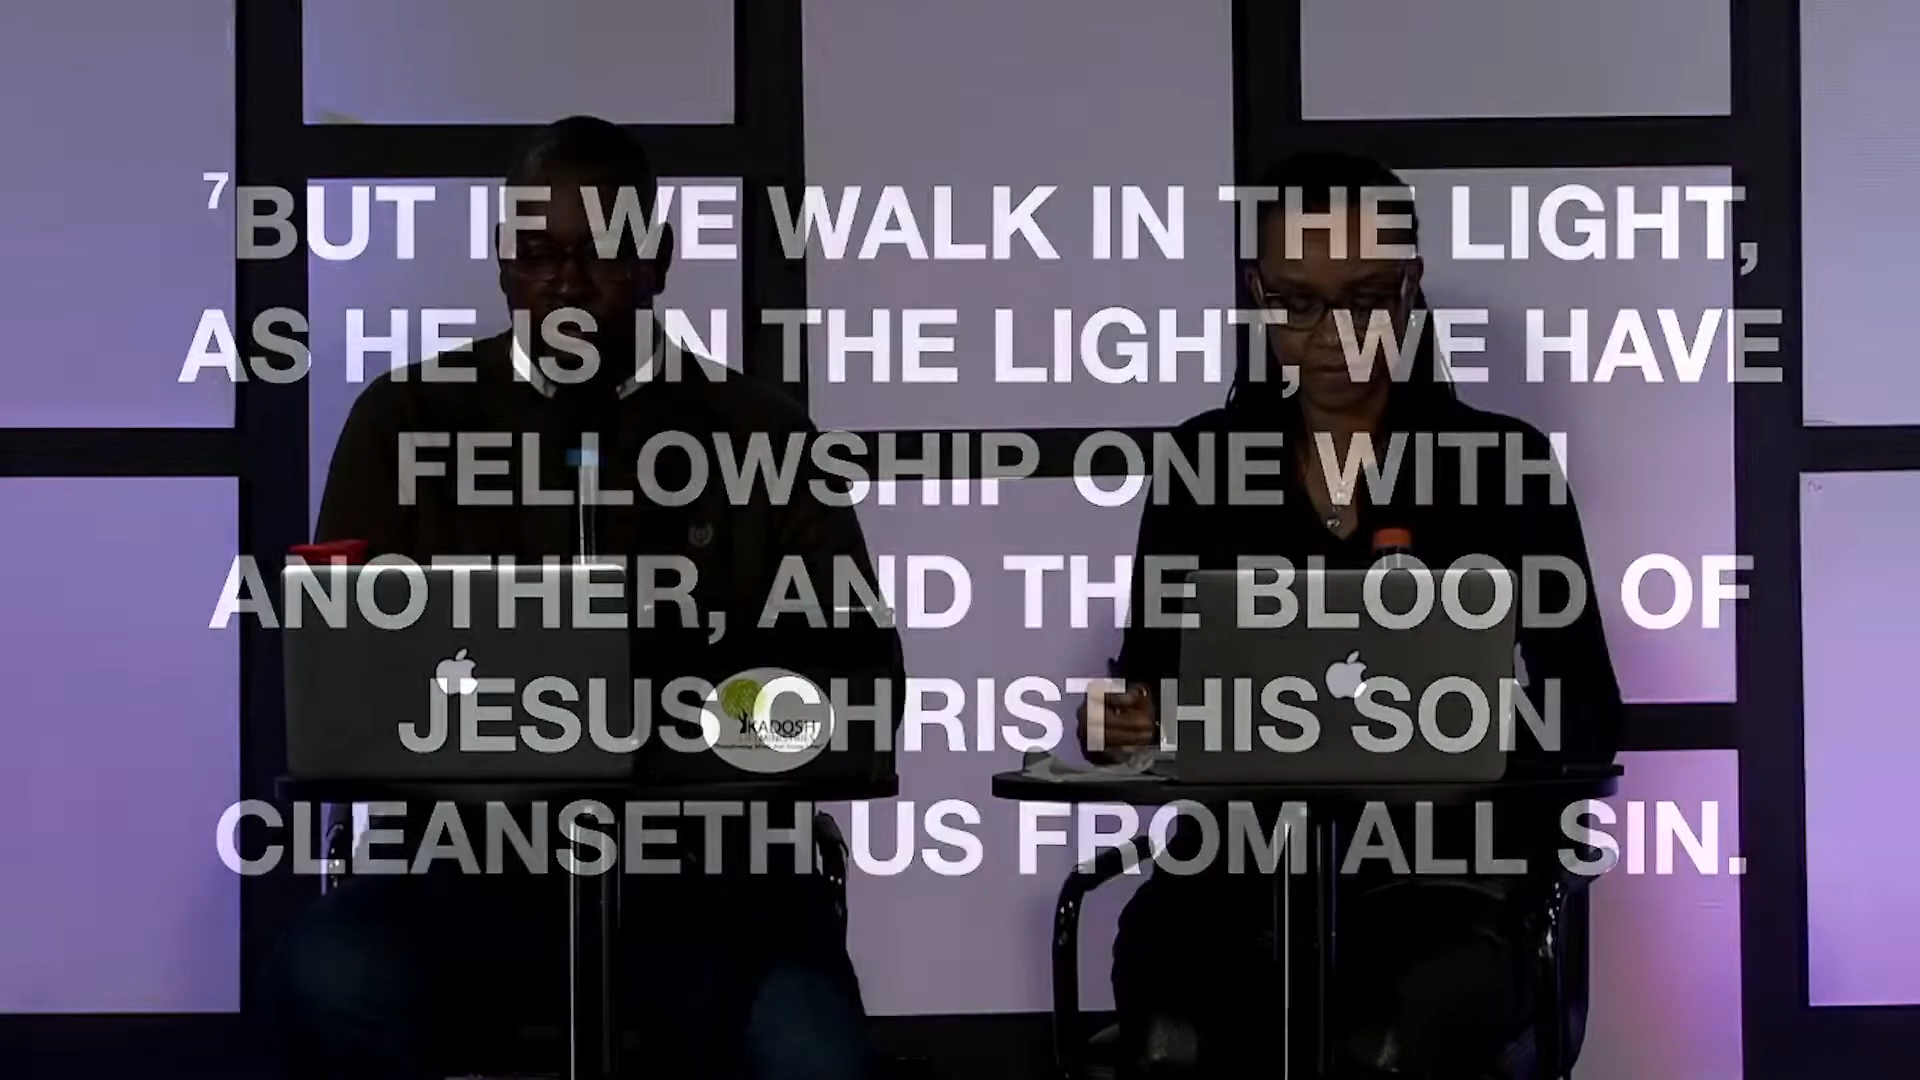 7BUT IF WE WALK IN THE LIGHT,
AS HE IS IN THE LIGHT, WE HAVE
FELLOWSHIP ONE WITH
ANOTHER, AND THE BLOOD OF
JESUS CHRIST HIS SON
CLEANSETH US FROM ALL SIN.
KADOSH